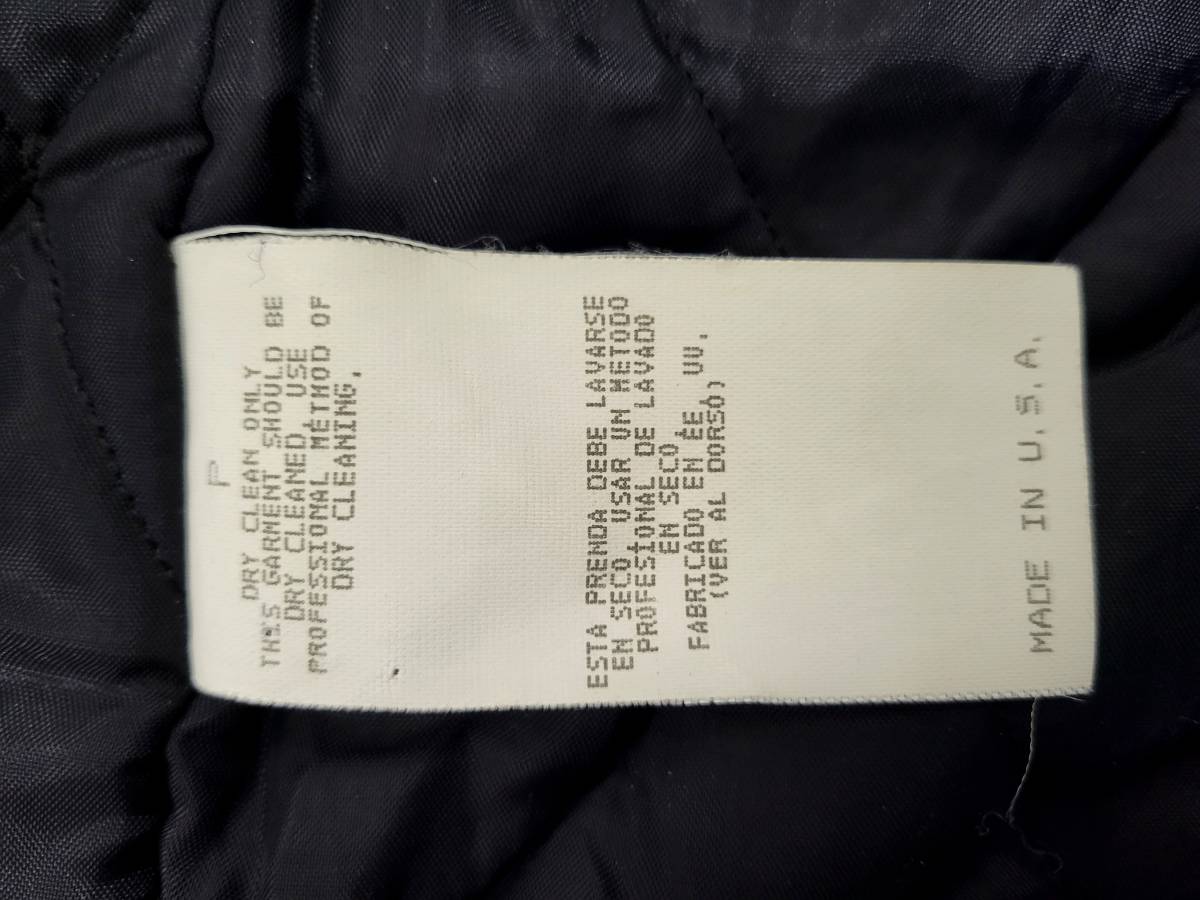 P
DRY CLEAN ONLY
THIS GARMENT SHOULD BE
DRY CLEANED, USE
PROFESSIONAL METHOD OF
DRY CLEANING.
ESTA PRENDA DEBE LAVARSE
EN SECO, USAR UN METODO
PROFESIONAL DE LAVADO
EN SECO,
FABRICADO EN EE, UU,
(VER AL DORSO)
MADE IN U.S.A.